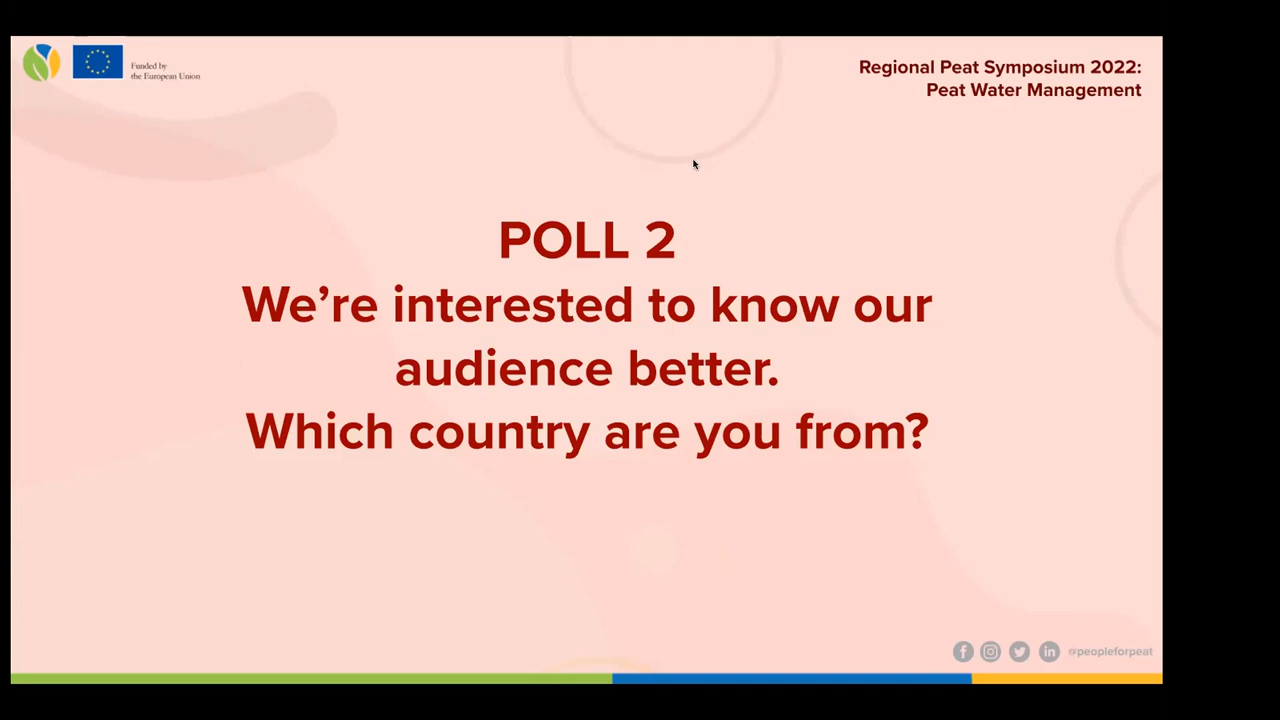 Funded by
the European Union
Regional Peat Symposium 2022:
Peat Water Management
POLL 2
We’re interested to know our
audience better.
Which country are you from?
@peopleforpeat